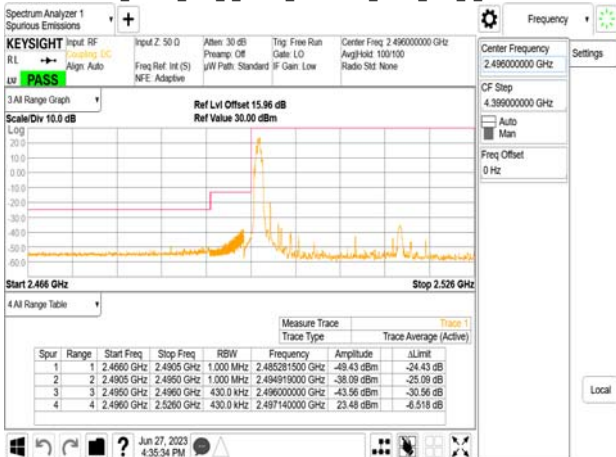 Spectrum Analyzer 1
Spurious Emissions
▼
+
Frequency
KEYSIGHT
RL
LU PASS
Input: RF
Coupling: DC
Align: Auto
Input Z: 50 Ω
Freq Ref: Int (S)
NFE: Adaptive
Atten: 30 dB
Preamp: Off
µW Path: Standard
Trig: Free Run
Gate: LO
IF Gain: Low
Center Freq: 2.496000000 GHz
Avg|Hold: 100/100
Radio Std: None
Center Frequency
2.496000000 GHz
Settings
CF Step
4.399000000 GHz
Auto
Man
Freq Offset
0 Hz
Local
3 All Range Graph
Scale/Div 10.0 dB
Ref Lvl Offset 15.96 dB
Ref Value 30.00 dBm
Log
20.0
10.0
0.00
-10.0
-20.0
-30.0
-40.0
-50.0
-60.0
Start 2.466 GHz
Stop 2.526 GHz
4 All Range Table
Measure Trace Trace 1
Trace Type Trace Average (Active)
Spur Range Start Freq Stop Freq RBW Frequency Amplitude ΔLimit
1 1 2.4660 GHz 2.4905 GHz 1.000 MHz 2.485281500 GHz -49.43 dBm -24.43 dB
2 2 2.4905 GHz 2.4950 GHz 1.000 MHz 2.494919000 GHz -38.09 dBm -25.09 dB
3 3 2.4950 GHz 2.4960 GHz 430.0 kHz 2.496000000 GHz -43.56 dBm -30.56 dB
4 4 2.4960 GHz 2.5260 GHz 430.0 kHz 2.497140000 GHz 23.48 dBm -6.518 dB
?
Jun 27, 2023
4:35:34 PM